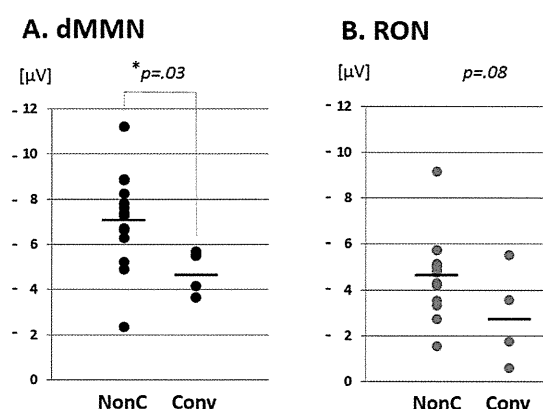 A. dMMN
[µV]
* p=.03
- 12
- 10
- 8
- 6
- 4
- 2
0
NonC Conv
B. RON
[µV]
p=.08
- 12
- 10
- 8
- 6
- 4
- 2
0
NonC Conv